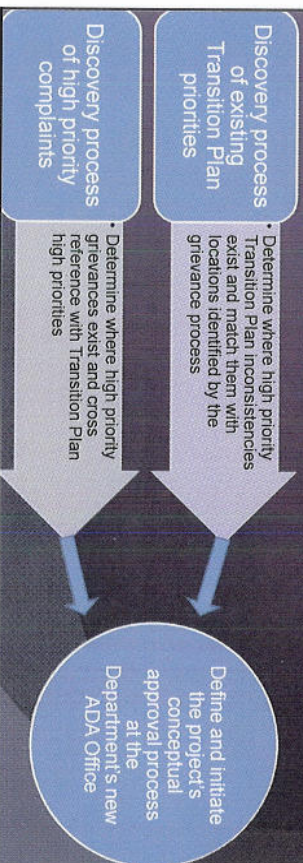 Discovery process
of existing
Transition Plan
priorities
• Determine where high priority
Transition Plan inconsistencies
exist and match them with
locations identified by the
grievance process
Discovery process
of high priority
complaints
• Determine where high priority
grievances exist and cross
reference with Transition Plan
high priorities
Define and initiate
the project's
conceptual
approval process
at the
Department's new
ADA Office